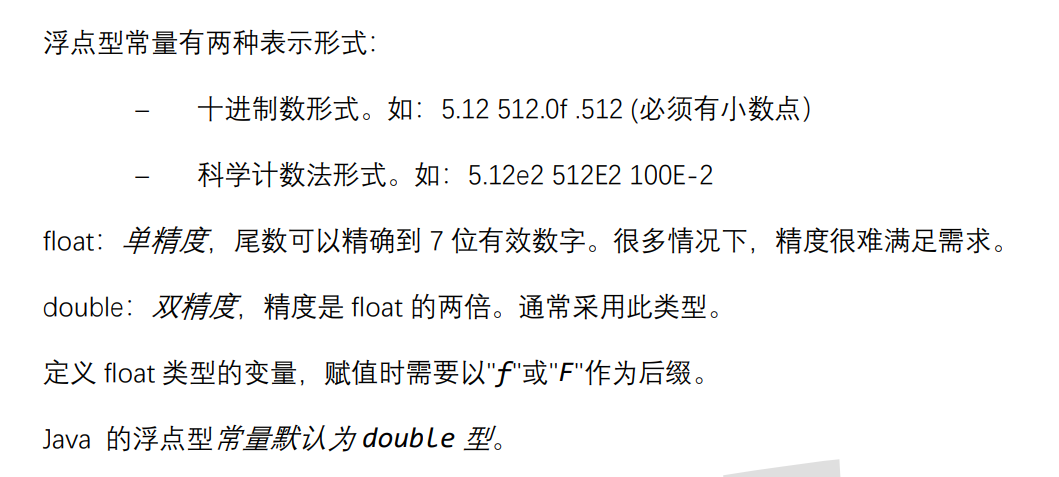 浮点型常量有两种表示形式：
– 十进制数形式。如：5.12 512.0f .512 (必须有小数点）
– 科学计数法形式。如：5.12e2 512E2 100E-2
float：单精度，尾数可以精确到 7 位有效数字。很多情况下，精度很难满足需求。
double：双精度，精度是 float 的两倍。通常采用此类型。
定义 float 类型的变量，赋值时需要以"f"或"F"作为后缀。
Java 的浮点型常量默认为 double 型。